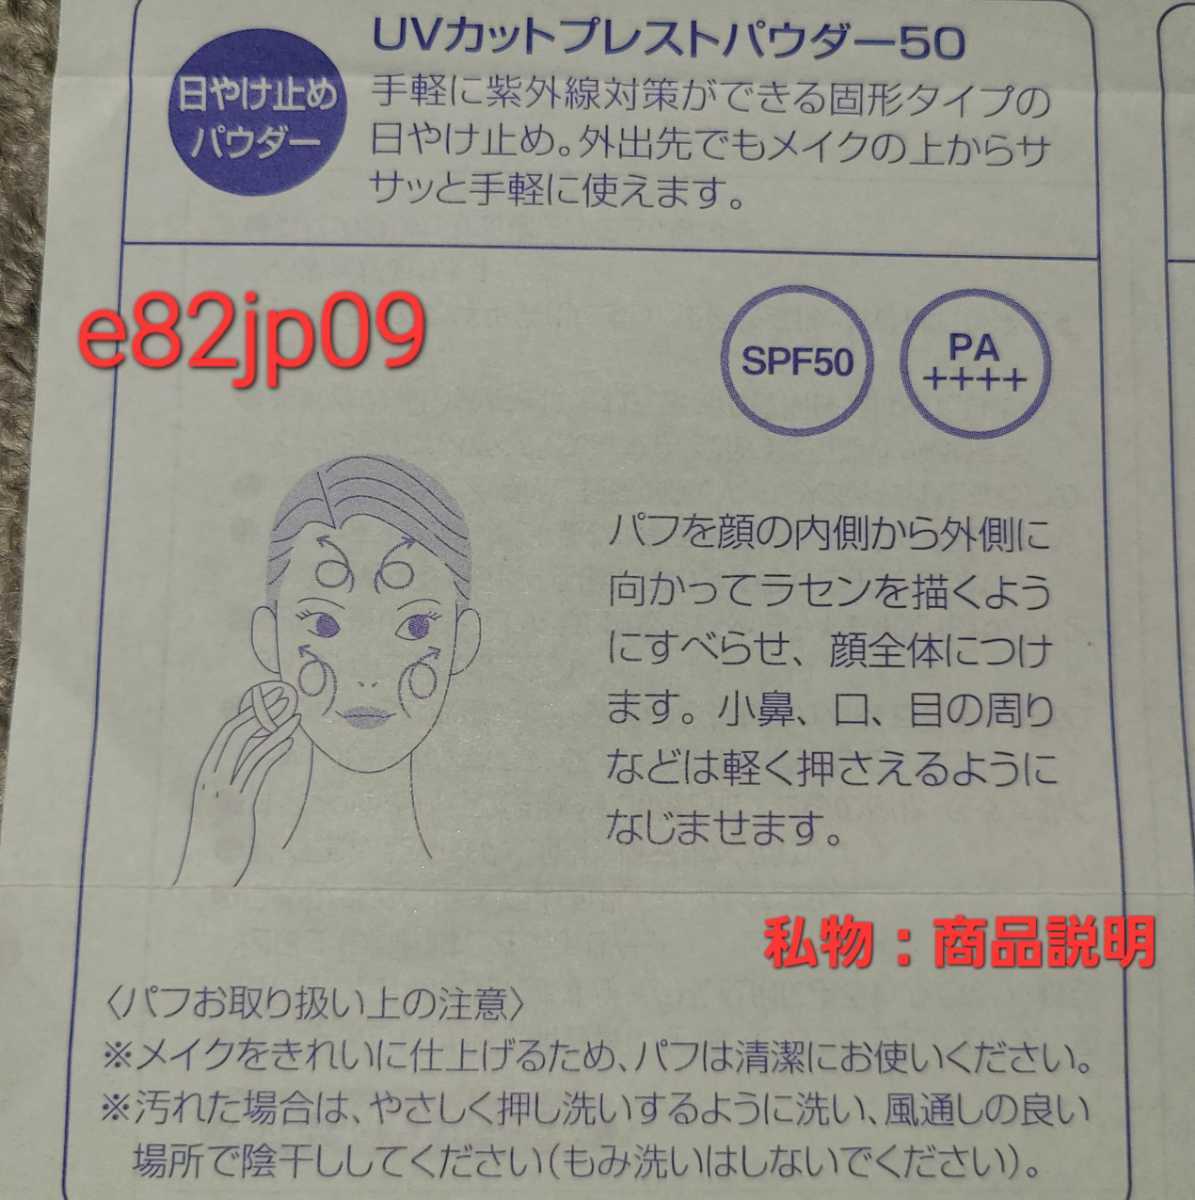 UVカットプレストパウダー50
日やけ止め
パウダー
手軽に紫外線対策ができる固形タイプの
日やけ止め。外出先でもメイクの上からサ
サッと手軽に使えます。
e82jp09
SPF50
PA
++++
パフを顔の内側から外側に
向かってラセンを描くよう
にすべらせ、顔全体につけ
ます。小鼻、口、目の周り
などは軽く押さえるように
なじませます。
私物：商品説明
〈パフお取り扱い上の注意〉
※メイクをきれいに仕上げるため、パフは清潔にお使いください。
※汚れた場合は、やさしく押し洗いするように洗い、風通しの良い
場所で陰干ししてください(もみ洗いはしないでください)。